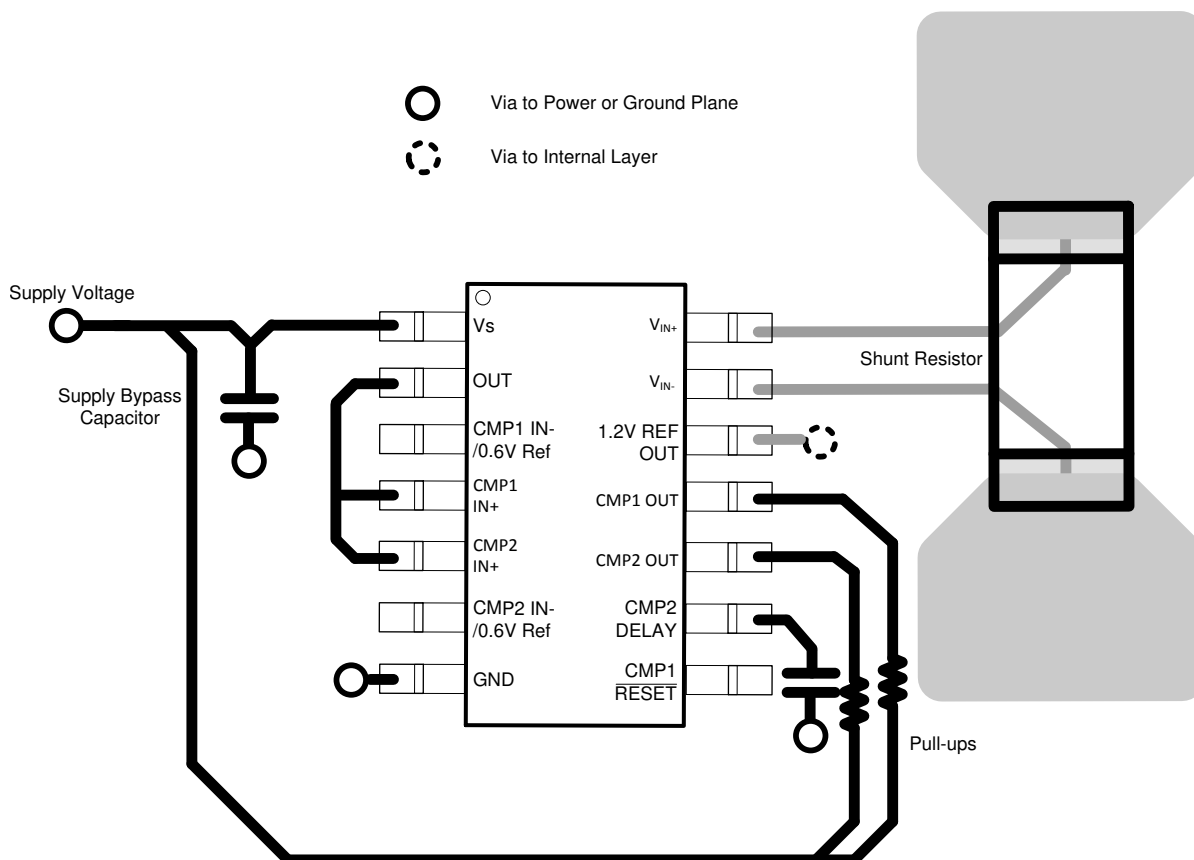 Via to Power or Ground Plane
Via to Internal Layer
Supply Voltage
Supply Bypass
Capacitor
Vs
OUT
CMP1 IN-
/0.6V Ref
CMP1
IN+
CMP2
IN+
CMP2 IN-
/0.6V Ref
GND
VIN+
VIN-
1.2V REF
OUT
CMP1 OUT
CMP2 OUT
CMP2
DELAY
CMP1
RESET
Shunt Resistor
Pull-ups